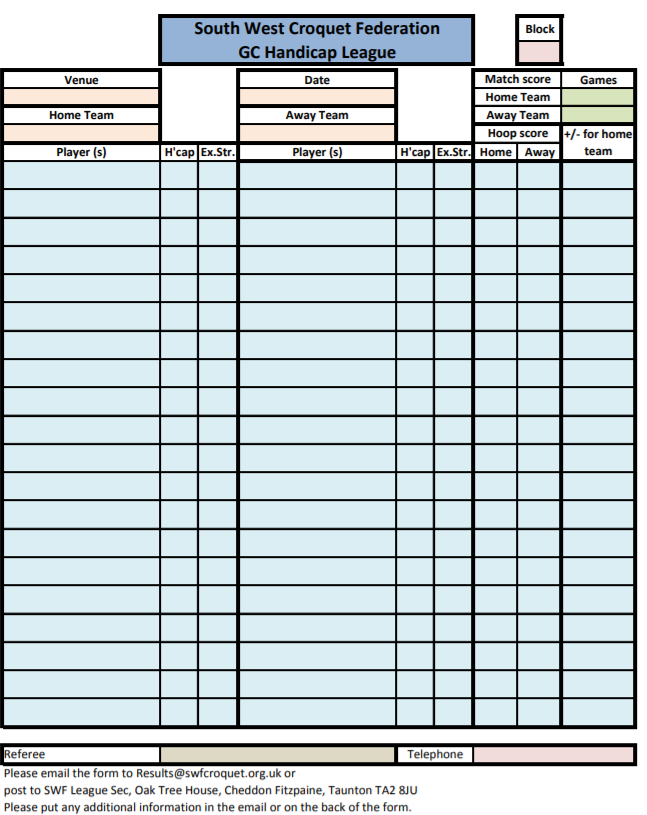 South West Croquet Federation
GC Handicap League
Block
Venue
Date
Match score
Games
Home Team
Home Team
Away Team
Away Team
Hoop score
+/- for home
team
Player (s)
H'cap
Ex.Str.
Player (s)
H'cap
Ex.Str.
Home
Away
Referee
Telephone
Please email the form to Results@swfcroquet.org.uk or
post to SWF League Sec, Oak Tree House, Cheddon Fitzpaine, Taunton TA2 8JU
Please put any additional information in the email or on the back of the form.